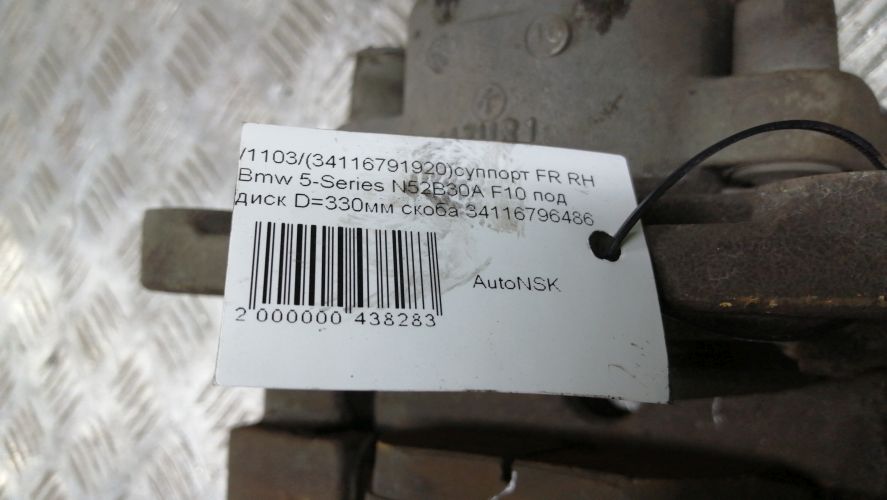 19
/1103/(34116791920)суппорт FR RH
Bmw 5-Series N52B30A F10 под
диск D=330мм скоба 34116796486
AutoNSK
2 000000 438283